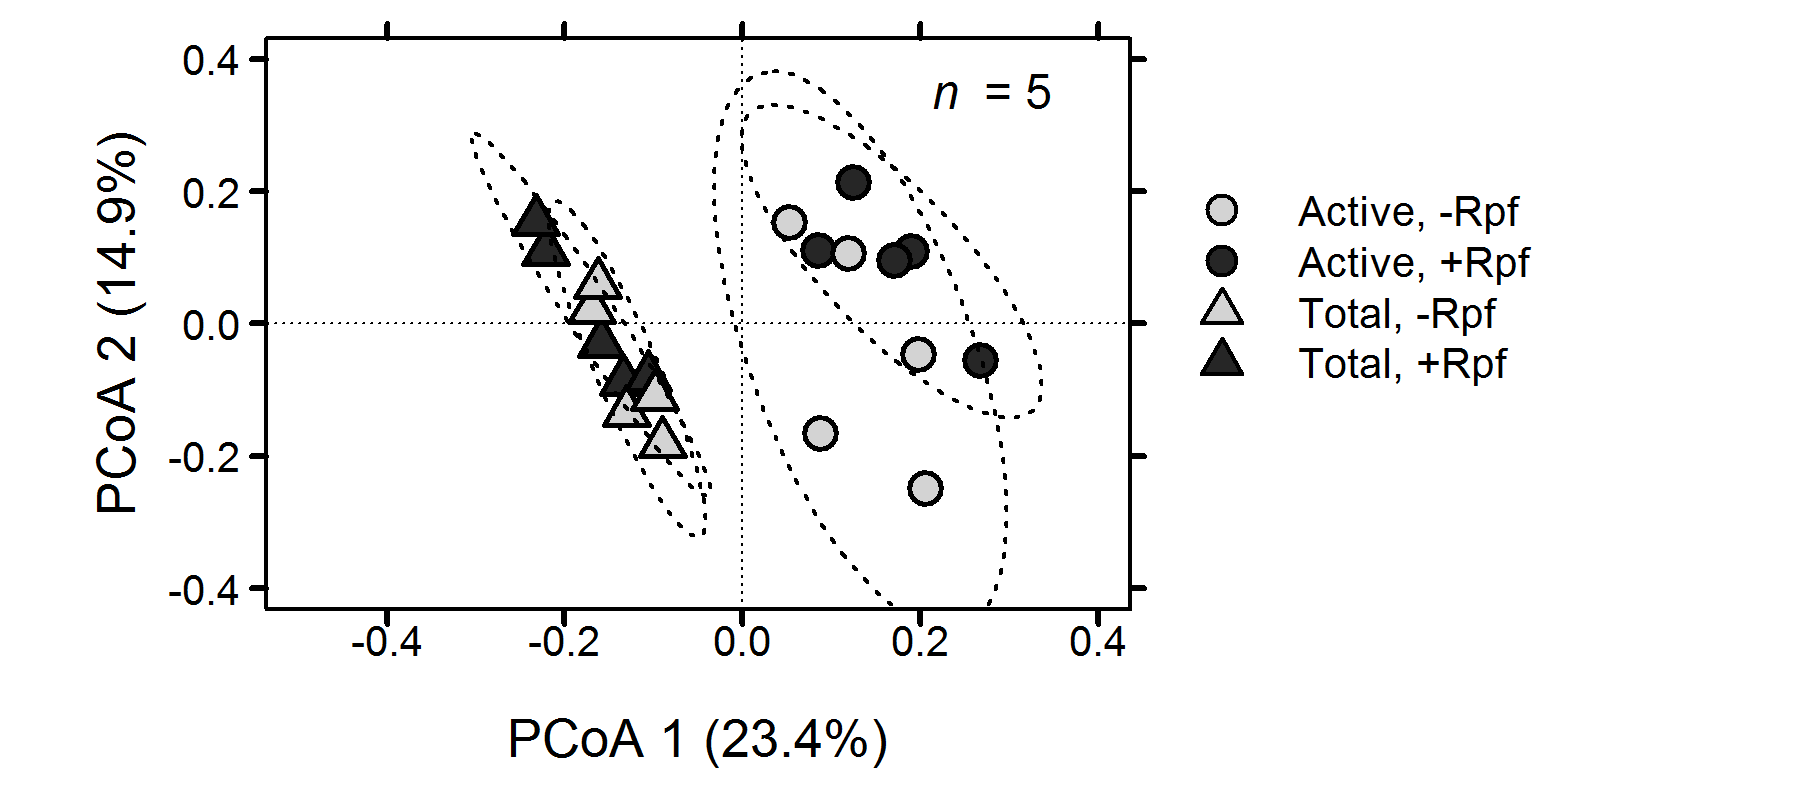 0.4
0.2
0.0
-0.2
-0.4
PCoA 2 (14.9%)
n = 5
-0.4 -0.2 0.0 0.2 0.4
PCoA 1 (23.4%)
Active, -Rpf
Active, +Rpf
Total, -Rpf
Total, +Rpf